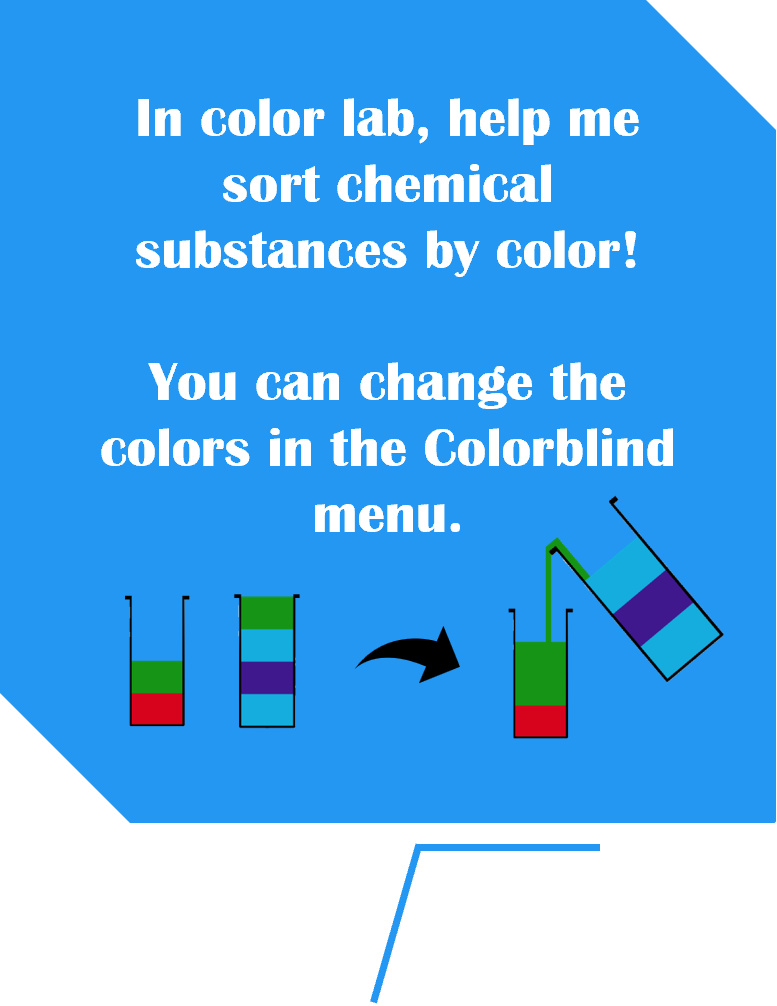 In color lab, help me
sort chemical
substances by color!
You can change the
colors in the Colorblind
menu.